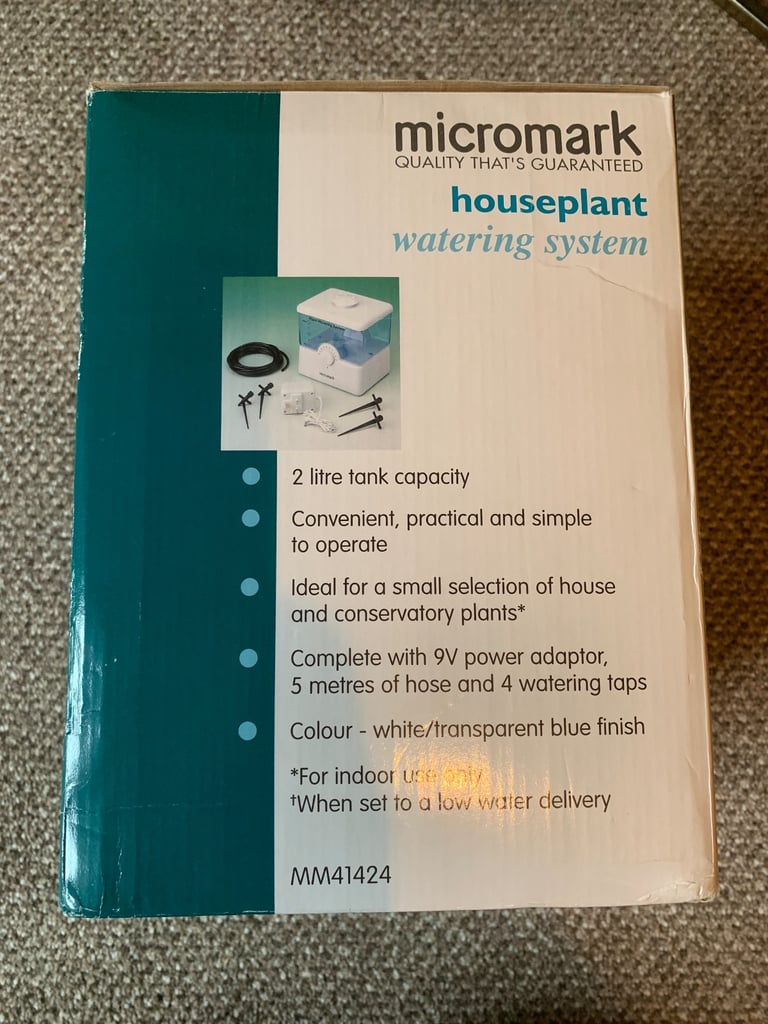 micromark
QUALITY THAT'S GUARANTEED
houseplant
watering system
micromark
2 litre tank capacity
Convenient, practical and simple
to operate
Ideal for a small selection of house
and conservatory plants*
Complete with 9V power adaptor,
5 metres of hose and 4 watering taps
Colour - white/transparent blue finish
*For indoor use only
†When set to a low water delivery
MM41424